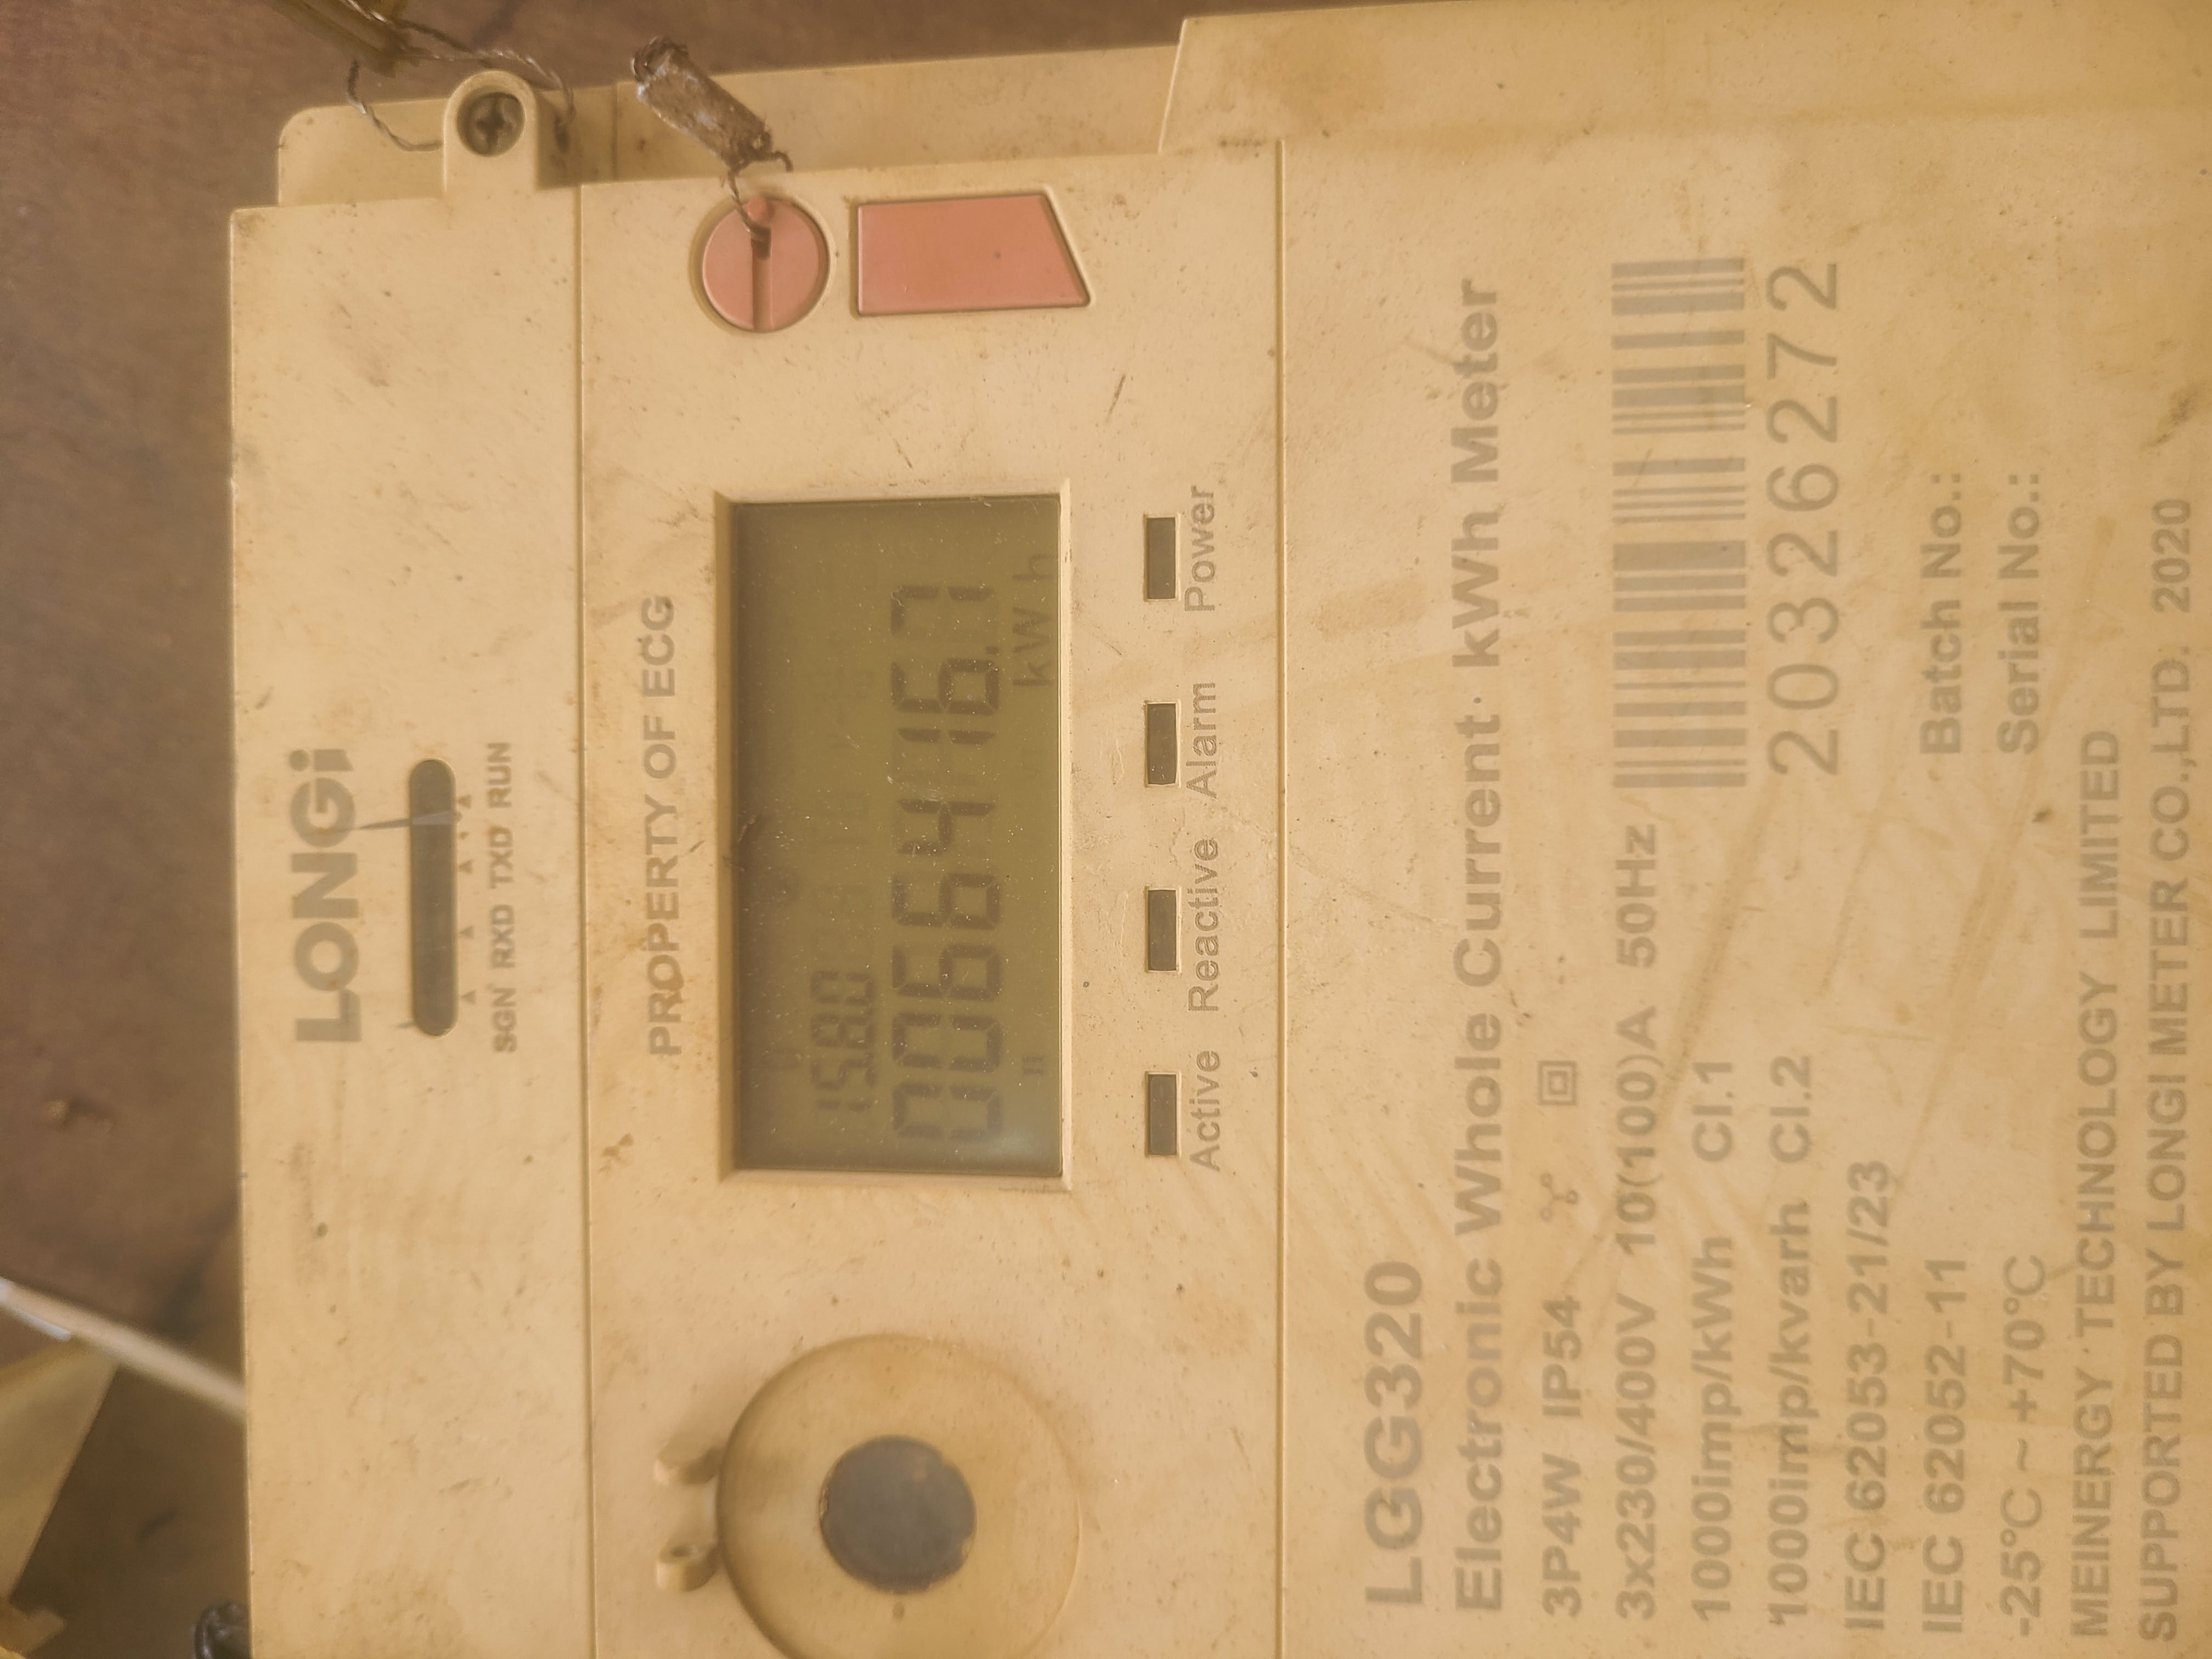 LONGi
SGN RXD TXD RUN
PROPERTY OF ECG
15.8.0
0066416.7
kW h
Active Reactive Alarm Power
LGG320
Electronic Whole Current kWh Meter
3P4W IP54
3x230/400V 10(100)A 50Hz
1000imp/kWh Cl.1
1000imp/kvarh Cl.2
20326272
IEC 62053-21/23
IEC 62052-11
Batch No.:
-25°C ~ +70°C
Serial No.:
MEINERGY TECHNOLOGY LIMITED
SUPPORTED BY LONGI METER CO.,LTD. 2020